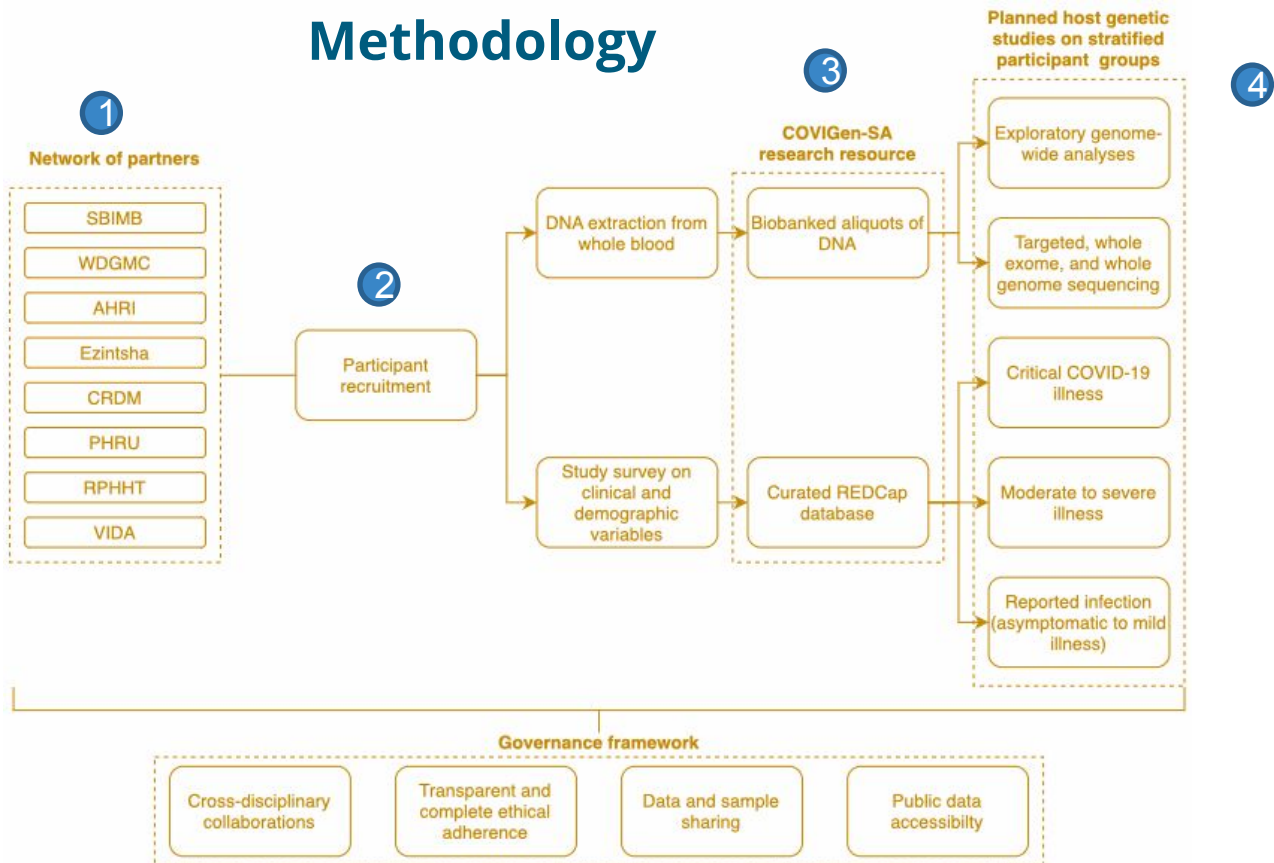 Methodology
1
Network of partners
SBIMB
WDGMC
AHRI
Ezintsha
CRDM
PHRU
RPHHT
VIDA
2
Participant
recruitment
DNA extraction from
whole blood
Study survey on
clinical and
demographic
variables
3
COVIGen-SA
research resource
Biobanked aliquots of
DNA
Curated REDCap
database
Planned host genetic
studies on stratified
participant groups
4
Exploratory genome-
wide analyses
Targeted, whole
exome, and whole
genome sequencing
Critical COVID-19
illness
Moderate to severe
illness
Reported infection
(asymptomatic to mild
illness)
Governance framework
Cross-disciplinary
collaborations
Transparent and
complete ethical
adherence
Data and sample
sharing
Public data
accessibilty